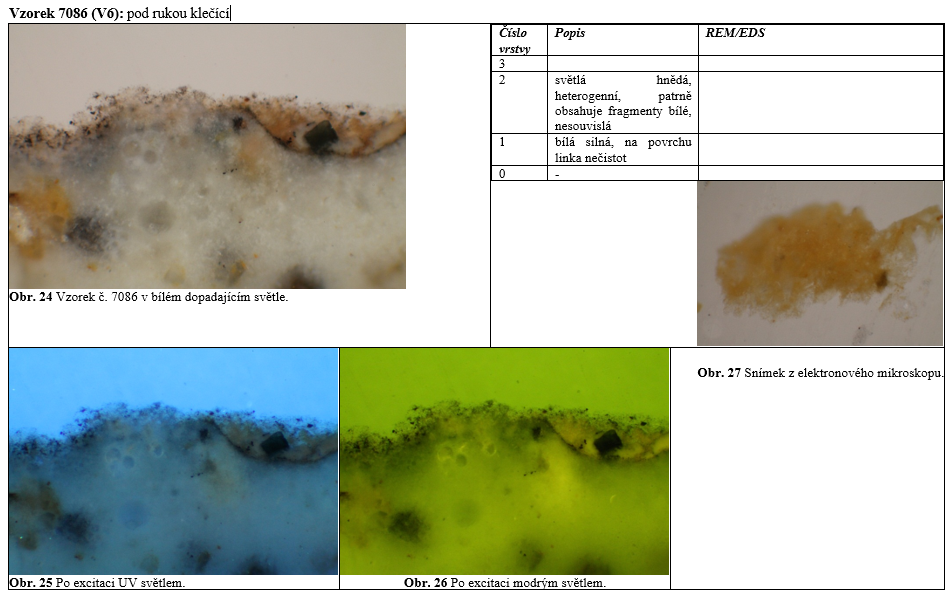 Vzorek 7086 (V6): pod rukou klečící
Číslo
vrstvy
Popis
REM/EDS
3
2
světlá hnědá,
heterogenní, patrně
obsahuje fragmenty bílé,
nesouvislá
1
bílá silná, na povrchu
linka nečistot
0
-
Obr. 24 Vzorek č. 7086 v bílém dopadajícím světle.
Obr. 27 Snímek z elektronového mikroskopu.
Obr. 25 Po excitaci UV světlem.
Obr. 26 Po excitaci modrým světlem.